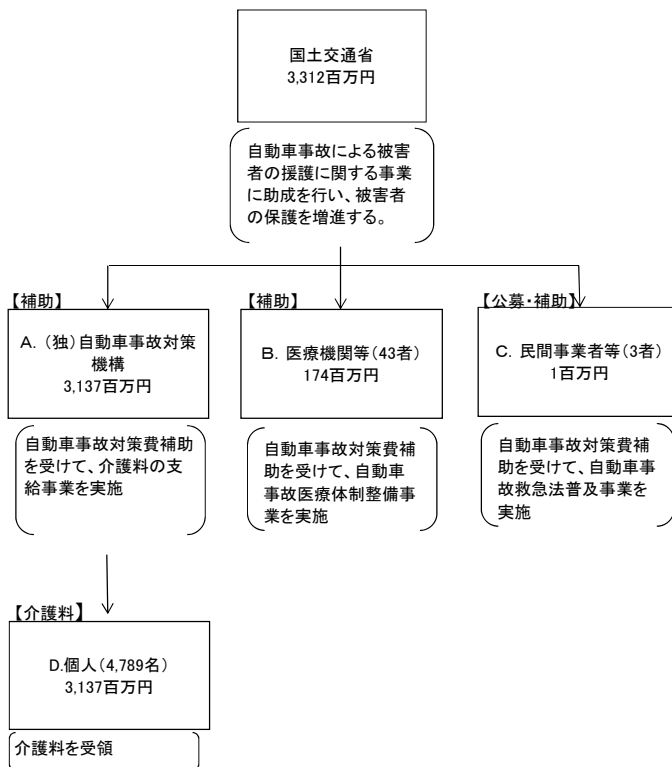 国土交通省
3,312百万円
自動車事故による被害
者の援護に関する事業
に助成を行い、被害者
の保護を増進する。
【補助】
A. (独)自動車事故対策
機構
3,137百万円
自動車事故対策費補助
を受けて、介護料の支
給事業を実施
【補助】
B. 医療機関等(43者)
174百万円
自動車事故対策費補
助を受けて、自動車
事故医療体制整備事
業を実施
【公募・補助】
C. 民間事業者等(3者)
1百万円
自動車事故対策費補
助を受けて、自動車事
故救急法普及事業を
実施
【介護料】
D.個人(4,789名)
3,137百万円
介護料を受領